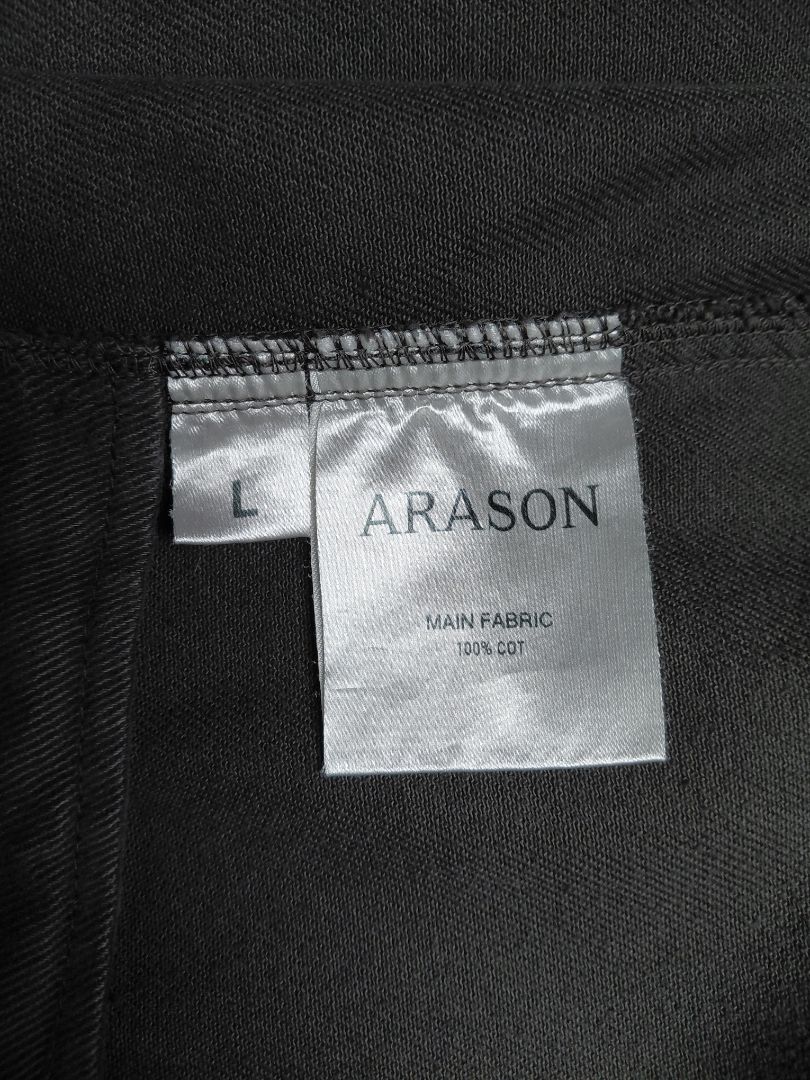 L
ARASON
MAIN FABRIC
100% COT